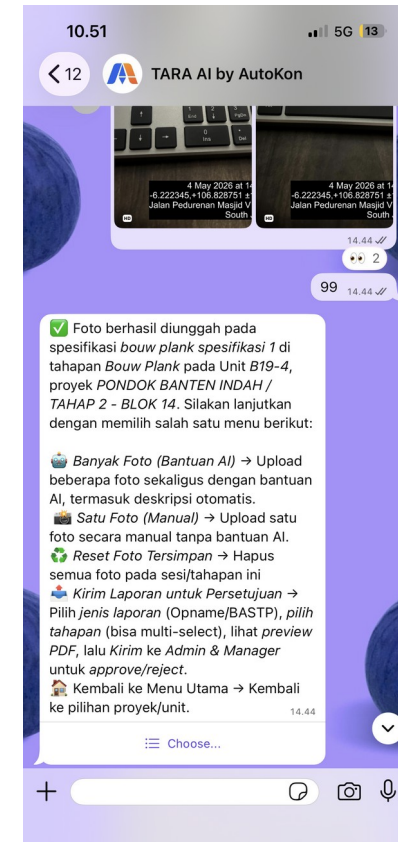 10.51
5G 13
12
TARA AI by AutoKon
0
Ins
Del
4 May 2026 at 14
-6.222345,+106.828751 ±
Jalan Pedurenan Masjid V
South
HD
4 May 2026 at 14
-6.222345,+106.828751 ±
Jalan Pedurenan Masjid V
South
HD
14.44
👀 2
99 14.44
✅ Foto berhasil diunggah pada
spesifikasi bouw plank spesifikasi 1 di
tahapan Bouw Plank pada Unit B19-4,
proyek PONDOK BANTEN INDAH /
TAHAP 2 - BLOK 14. Silakan lanjutkan
dengan memilih salah satu menu berikut:
🤖 Banyak Foto (Bantuan AI) → Upload
beberapa foto sekaligus dengan bantuan
AI, termasuk deskripsi otomatis.
📸 Satu Foto (Manual) → Upload satu
foto secara manual tanpa bantuan AI.
♻️ Reset Foto Tersimpan → Hapus
semua foto pada sesi/tahapan ini
📤 Kirim Laporan untuk Persetujuan →
Pilih jenis laporan (Opname/BASTP), pilih
tahapan (bisa multi-select), lihat preview
PDF, lalu Kirim ke Admin & Manager
untuk approve/reject.
🏠 Kembali ke Menu Utama → Kembali
ke pilihan proyek/unit.
14.44
Choose...